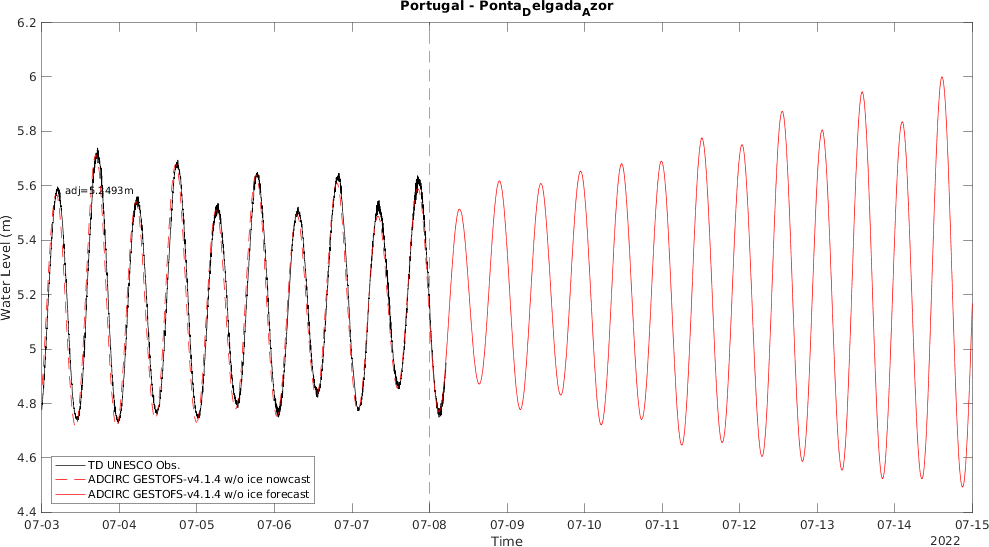 Portugal - PontaDelgadaAzor
6.2
6
5.8
5.6
5.4
5.2
5
4.8
4.6
4.4
Water Level (m)
adj=5.2493m
TD UNESCO Obs.
ADCIRC GESTOFS-v4.1.4 w/o ice nowcast
ADCIRC GESTOFS-v4.1.4 w/o ice forecast
07-03 07-04 07-05 07-06 07-07 07-08 07-09 07-10 07-11 07-12 07-13 07-14 07-15
Time
2022